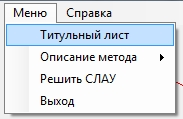 Меню Справка
Титульный лист
Описание метода
Решить СЛАУ
Выход